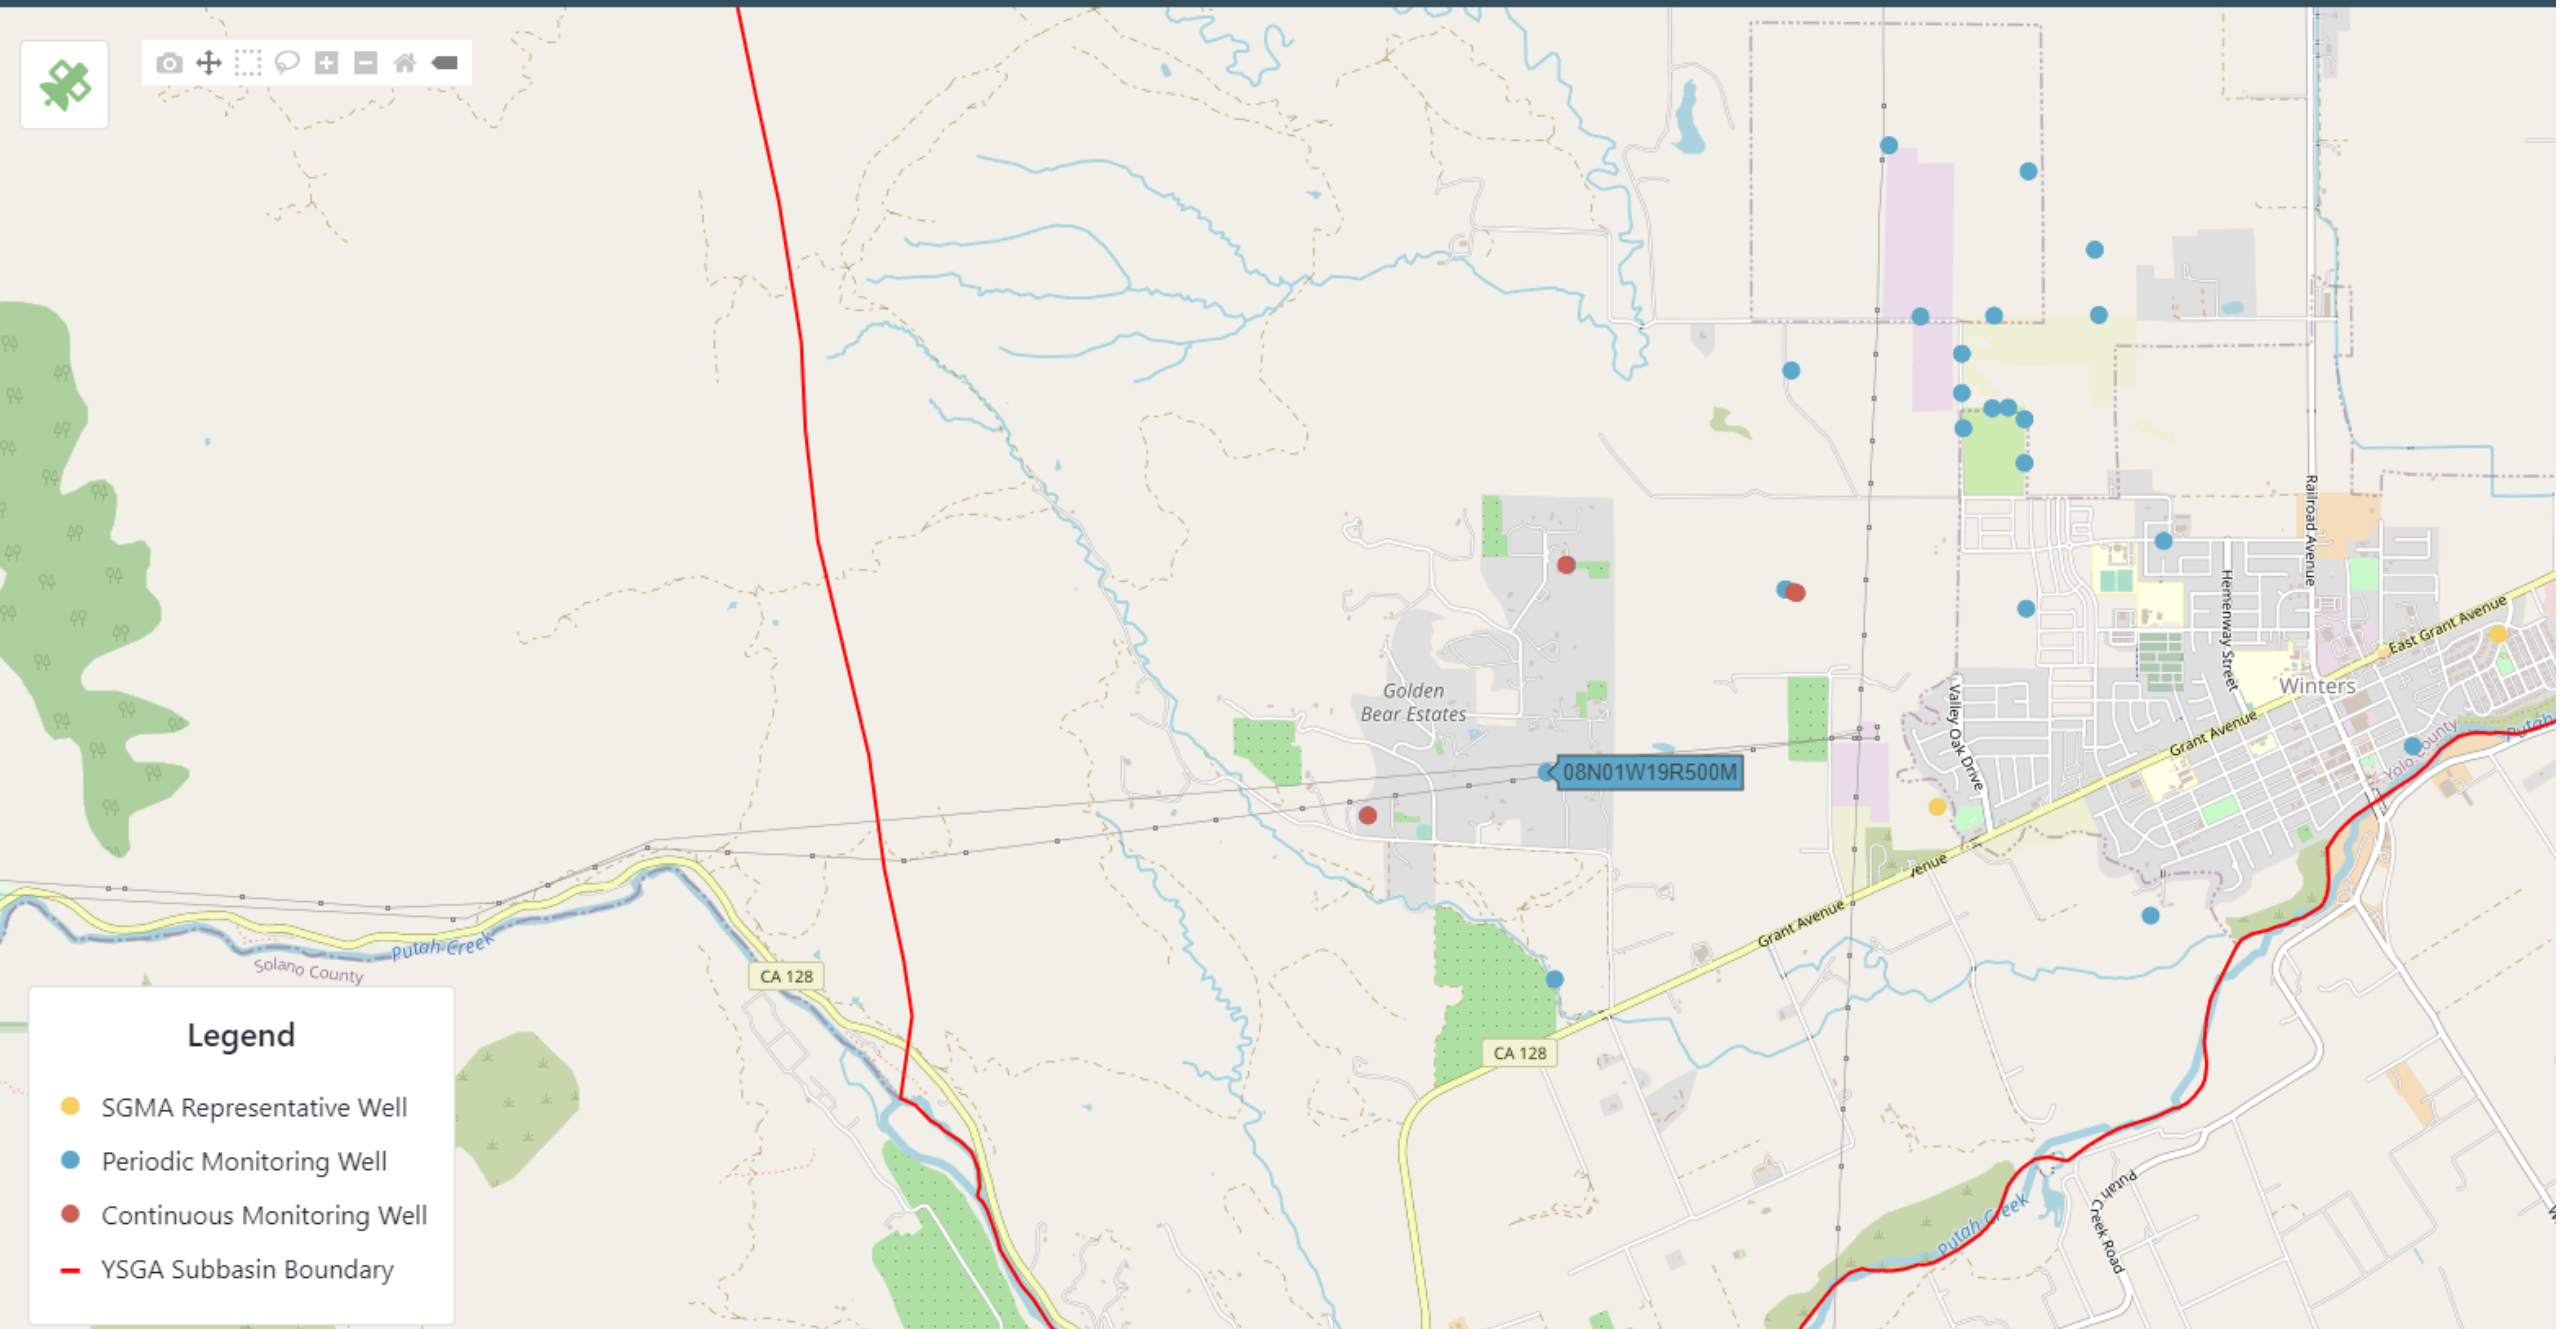 Railroad Avenue
Hemenway Street
East Grant Avenue
Winters
Golden
Bear Estates
Valley Oak Drive
Grant Avenue
Putah
Yolo County
08N01W19R500M
venue
Grant Avenue
Putah Creek
Solano County
CA 128
CA 128
Putah Creek
Putah Creek Road
Legend
SGMA Representative Well
Periodic Monitoring Well
Continuous Monitoring Well
YSGA Subbasin Boundary